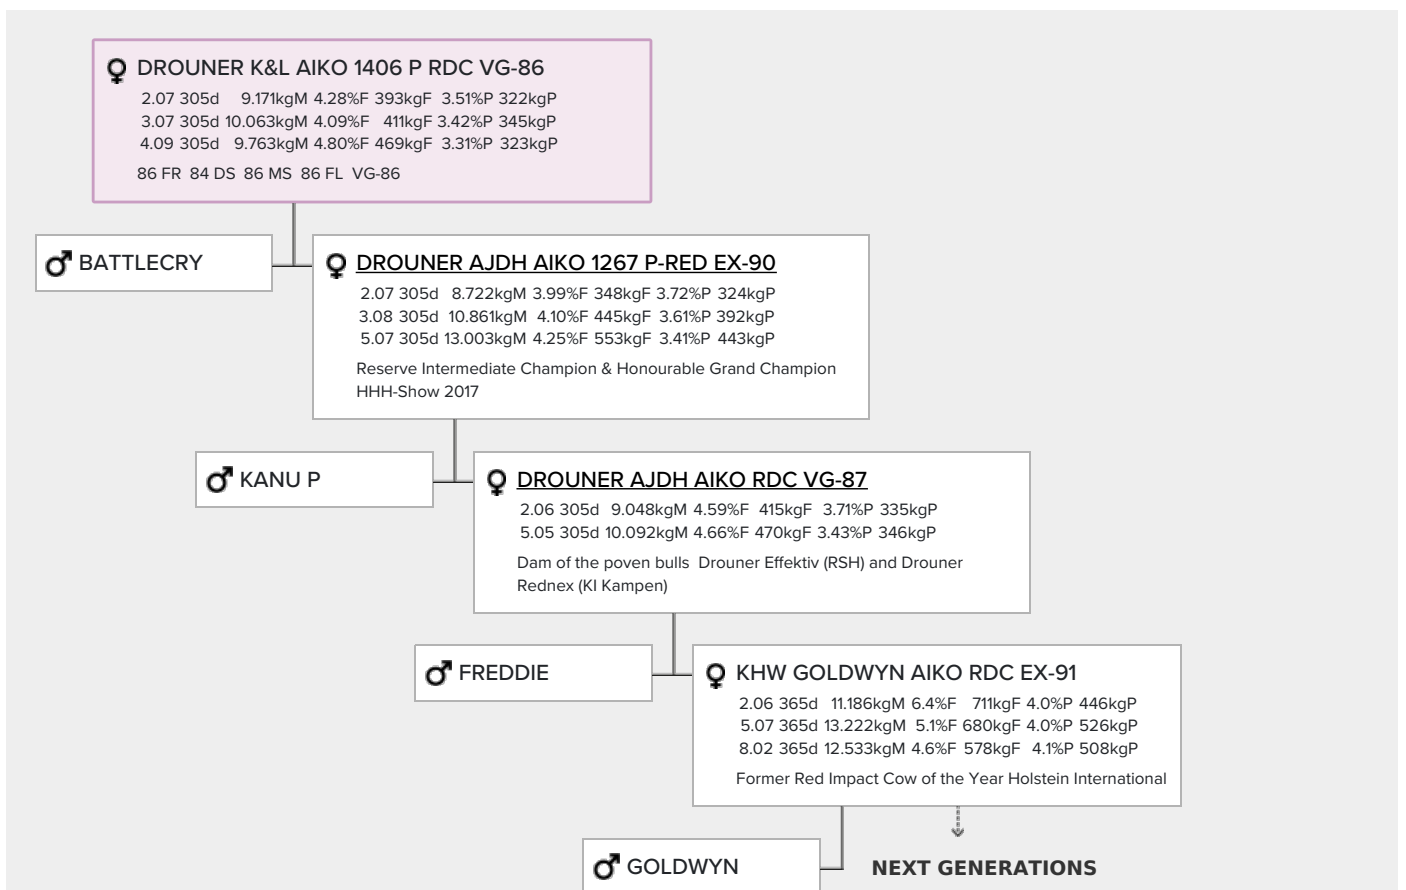 DROUNER K&L AIKO 1406 P RDC VG-86
2.07 305d 9.171kgM 4.28%F 393kgF 3.51%P 322kgP
3.07 305d 10.063kgM 4.09%F 411kgF 3.42%P 345kgP
4.09 305d 9.763kgM 4.80%F 469kgF 3.31%P 323kgP
86 FR 84 DS 86 MS 86 FL VG-86
BATTLECRY
DROUNER AJDH AIKO 1267 P-RED EX-90
2.07 305d 8.722kgM 3.99%F 348kgF 3.72%P 324kgP
3.08 305d 10.861kgM 4.10%F 445kgF 3.61%P 392kgP
5.07 305d 13.003kgM 4.25%F 553kgF 3.41%P 443kgP
Reserve Intermediate Champion & Honourable Grand Champion
HHH-Show 2017
KANU P
DROUNER AJDH AIKO RDC VG-87
2.06 305d 9.048kgM 4.59%F 415kgF 3.71%P 335kgP
5.05 305d 10.092kgM 4.66%F 470kgF 3.43%P 346kgP
Dam of the poven bulls Drouner Effektiv (RSH) and Drouner
Rednex (KI Kampen)
FREDDIE
KHW GOLDWYN AIKO RDC EX-91
2.06 365d 11.186kgM 6.4%F 711kgF 4.0%P 446kgP
5.07 365d 13.222kgM 5.1%F 680kgF 4.0%P 526kgP
8.02 365d 12.533kgM 4.6%F 578kgF 4.1%P 508kgP
Former Red Impact Cow of the Year Holstein International
GOLDWYN
NEXT GENERATIONS